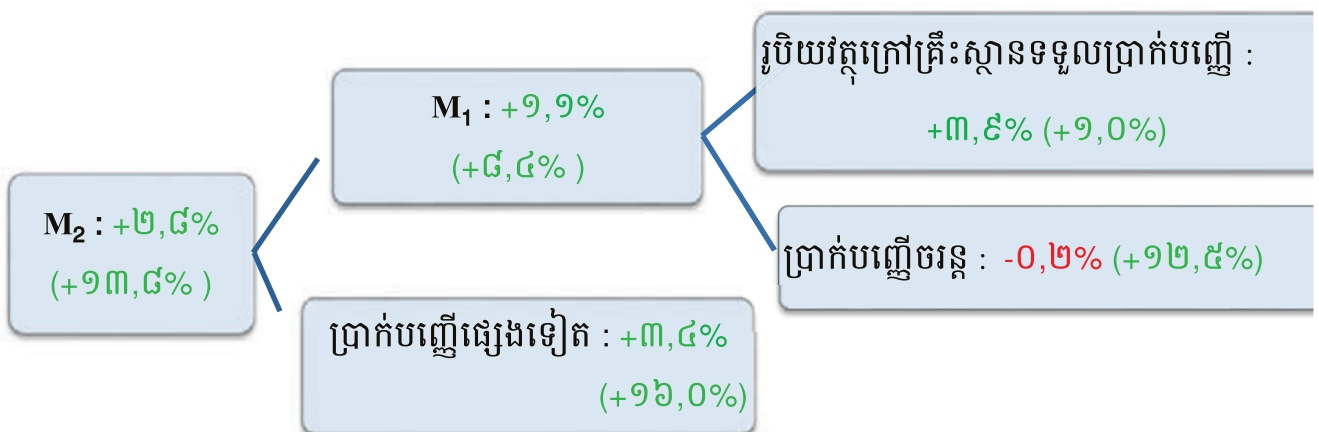 M₂ : +២,៨%
(+១៣,៨% )
M₁ : +១,១%
(+៨,៤% )
ប្រាក់បញ្ញើផ្សេងទៀត : +៣,៤%
(+១៦,០%)
រូបិយវត្ថុក្រៅគ្រឹះស្ថានទទួលប្រាក់បញ្ញើ :
+៣,៩% (+១,០%)
ប្រាក់បញ្ញើចរន្ត : -០,២% (+១២,៥%)